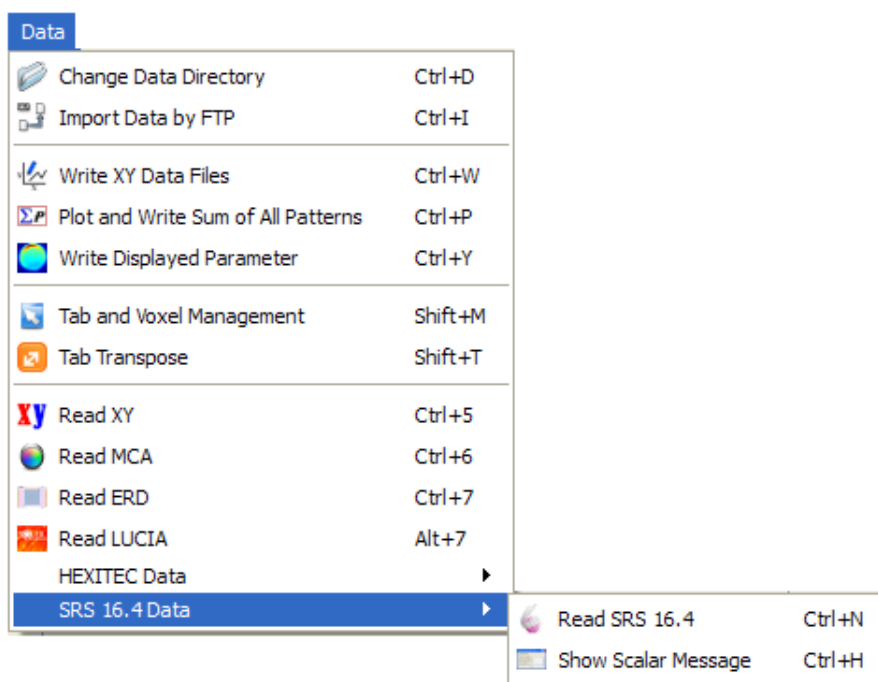 Data
Change Data Directory Ctrl+D
Import Data by FTP Ctrl+I
Write XY Data Files Ctrl+W
ΣP Plot and Write Sum of All Patterns Ctrl+P
Write Displayed Parameter Ctrl+Y
Tab and Voxel Management Shift+M
Tab Transpose Shift+T
XY Read XY Ctrl+5
Read MCA Ctrl+6
Read ERD Ctrl+7
Read LUCIA Alt+7
HEXITEC Data
SRS 16.4 Data
Read SRS 16.4 Ctrl+N
Show Scalar Message Ctrl+H